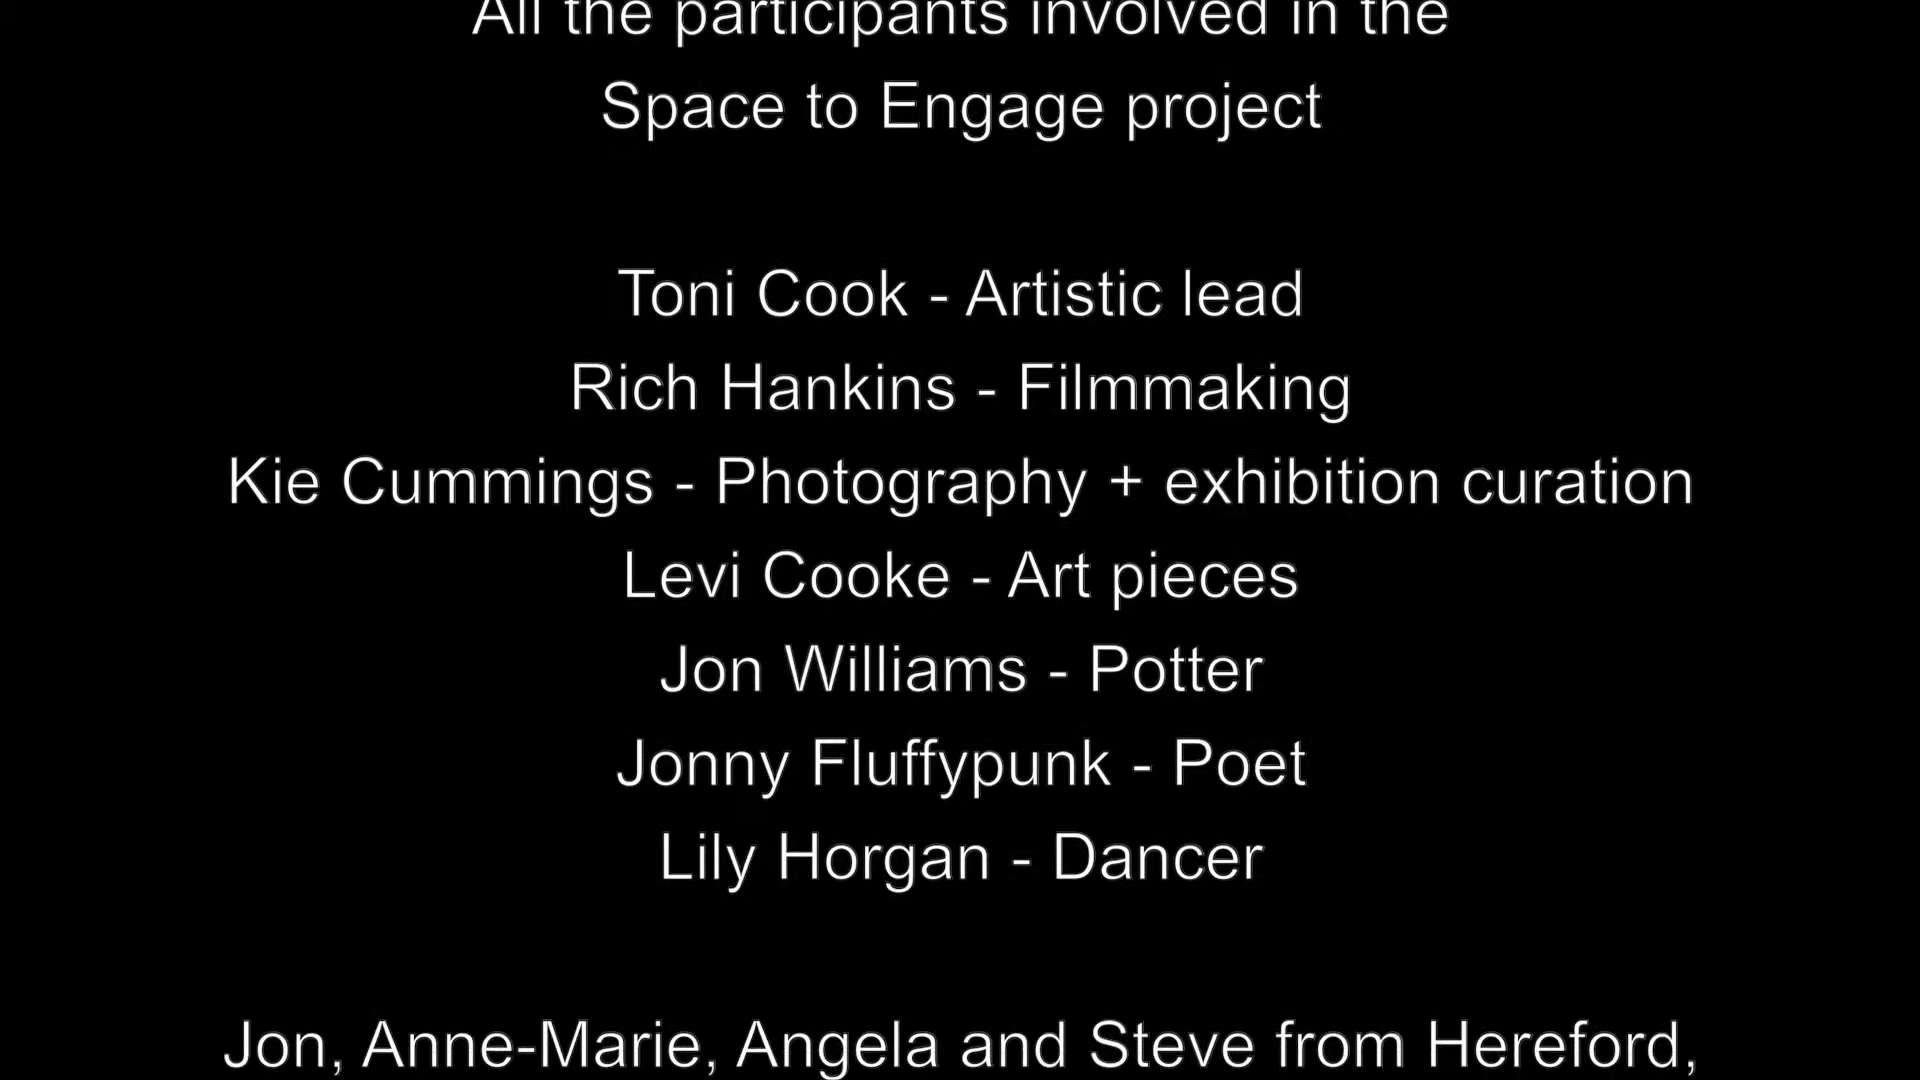 All the participants involved in the
Space to Engage project
Toni Cook - Artistic lead
Rich Hankins - Filmmaking
Kie Cummings - Photography + exhibition curation
Levi Cooke - Art pieces
Jon Williams - Potter
Jonny Fluffypunk - Poet
Lily Horgan - Dancer
Jon, Anne-Marie, Angela and Steve from Hereford,